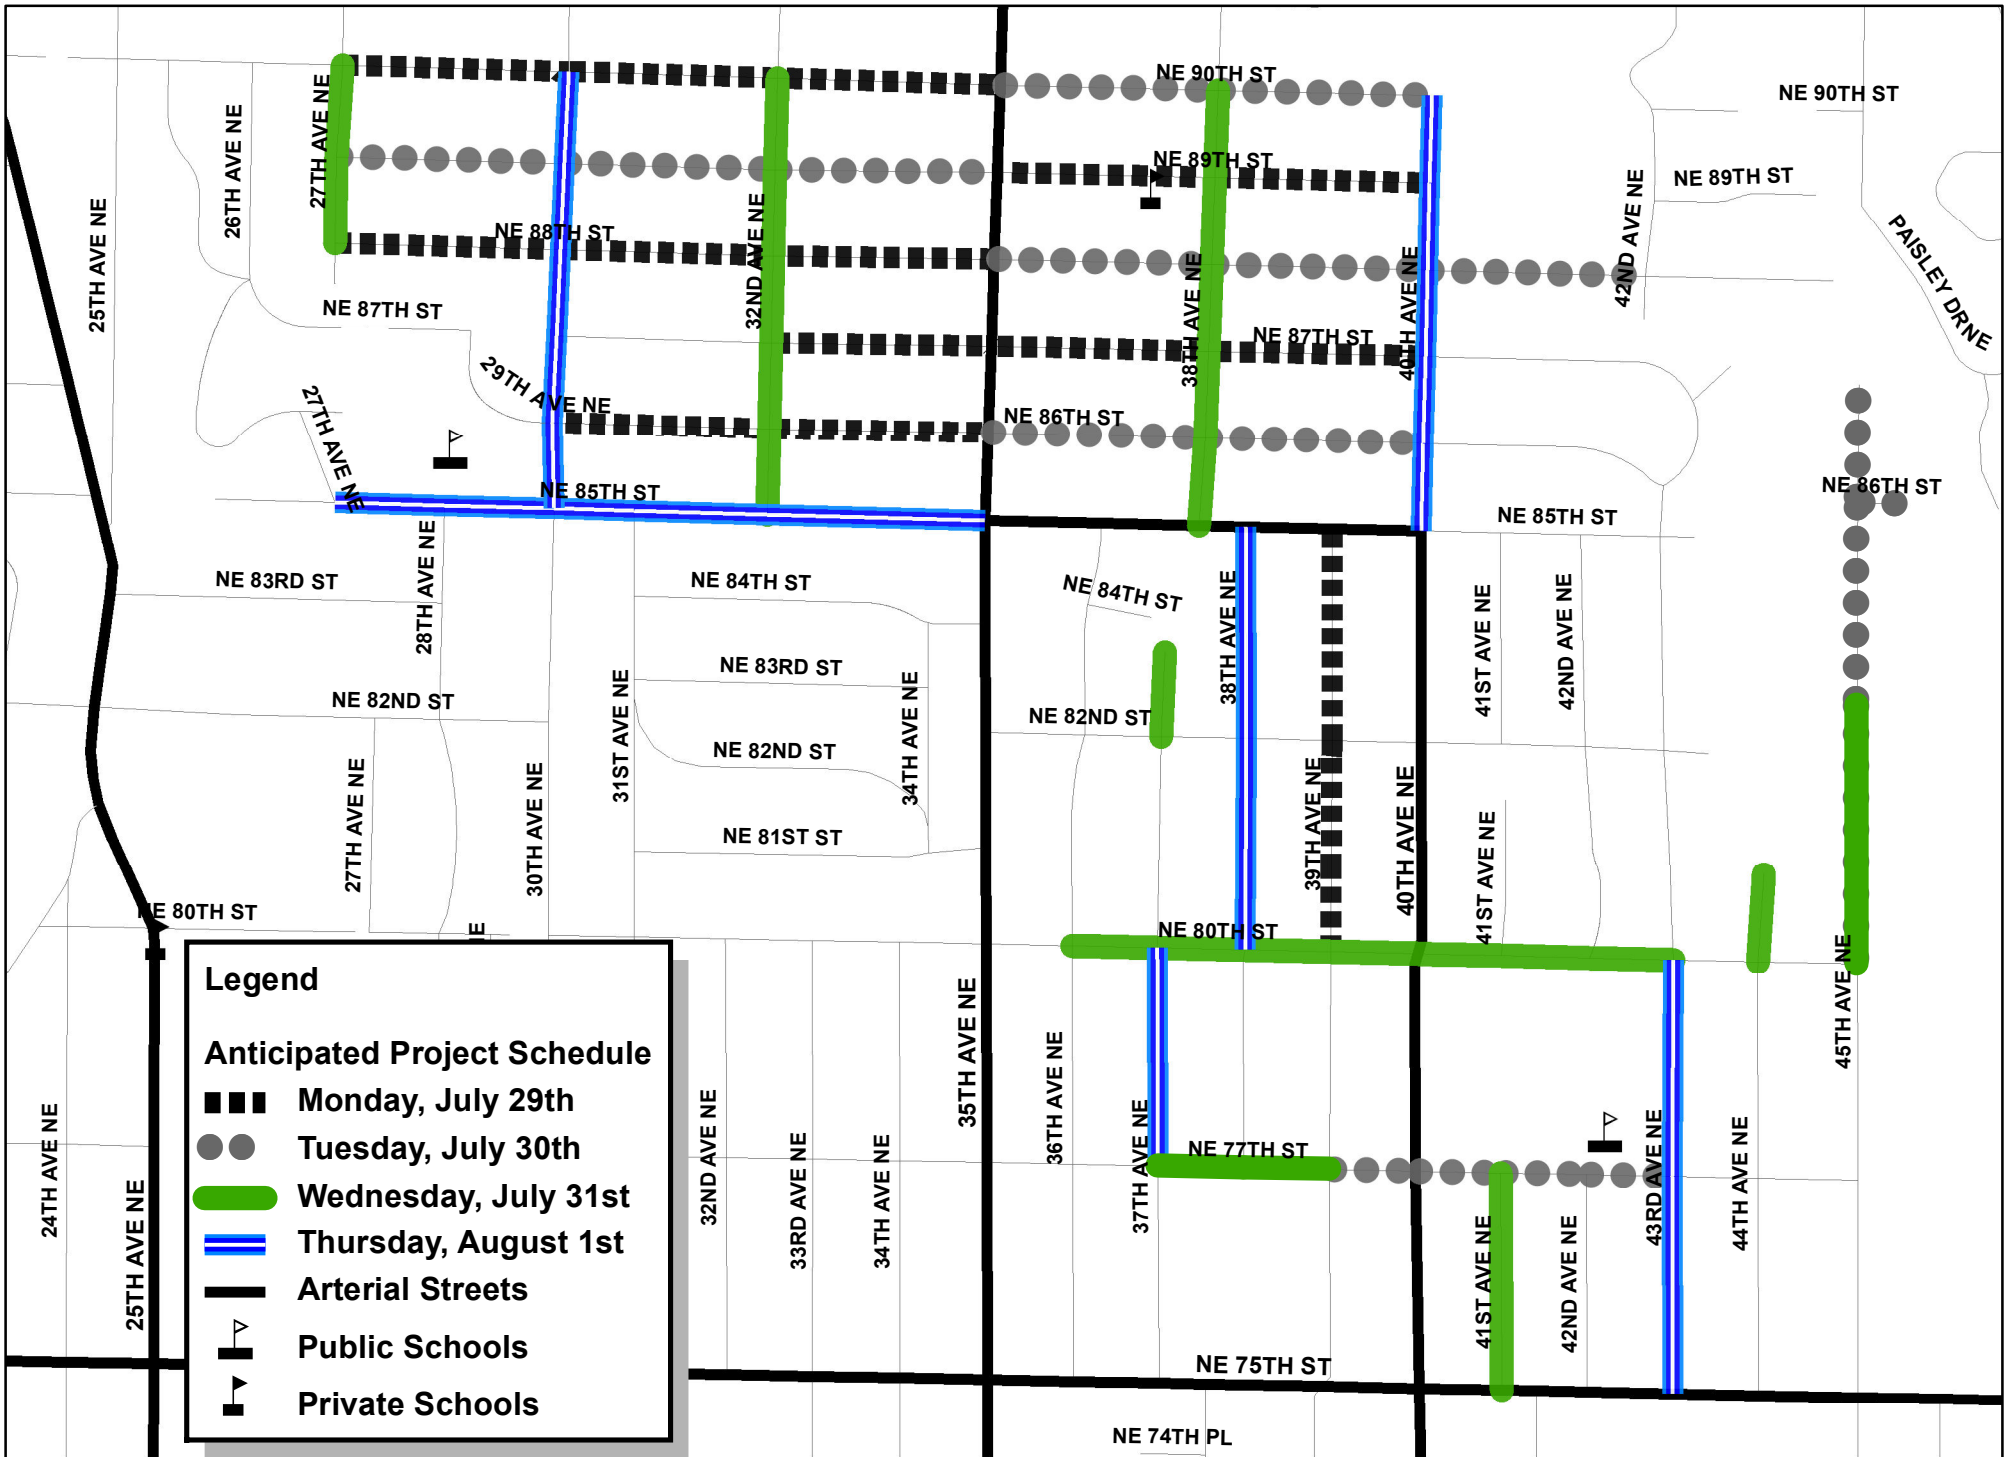 NE 90TH ST
NE 90TH ST
27TH AVE NE
26TH AVE NE
25TH AVE NE
NE 89TH ST
NE 89TH ST
42ND AVE NE
PAISLEY DRNE
32ND AVE NE
NE 88TH ST
38TH AVE NE
40TH AVE NE
NE 87TH ST
NE 87TH ST
29TH AVE NE
27TH AVE NE
NE 86TH ST
NE 86TH ST
NE 85TH ST
NE 85TH ST
28TH AVE NE
NE 83RD ST
NE 84TH ST
NE 84TH ST
38TH AVE NE
41ST AVE NE
42ND AVE NE
NE 83RD ST
31ST AVE NE
34TH AVE NE
NE 82ND ST
NE 82ND ST
NE 82ND ST
27TH AVE NE
30TH AVE NE
39TH AVE NE
40TH AVE NE
41ST AVE NE
NE 81ST ST
NE 80TH ST
NE
NE 80TH ST
45TH AVE NE
35TH AVE NE
36TH AVE NE
24TH AVE NE
25TH AVE NE
32ND AVE NE
33RD AVE NE
34TH AVE NE
37TH AVE NE
NE 77TH ST
43RD AVE NE
44TH AVE NE
41ST AVE NE
42ND AVE NE
NE 75TH ST
NE 74TH PL
Legend
Anticipated Project Schedule
Monday, July 29th
Tuesday, July 30th
Wednesday, July 31st
Thursday, August 1st
Arterial Streets
Public Schools
Private Schools